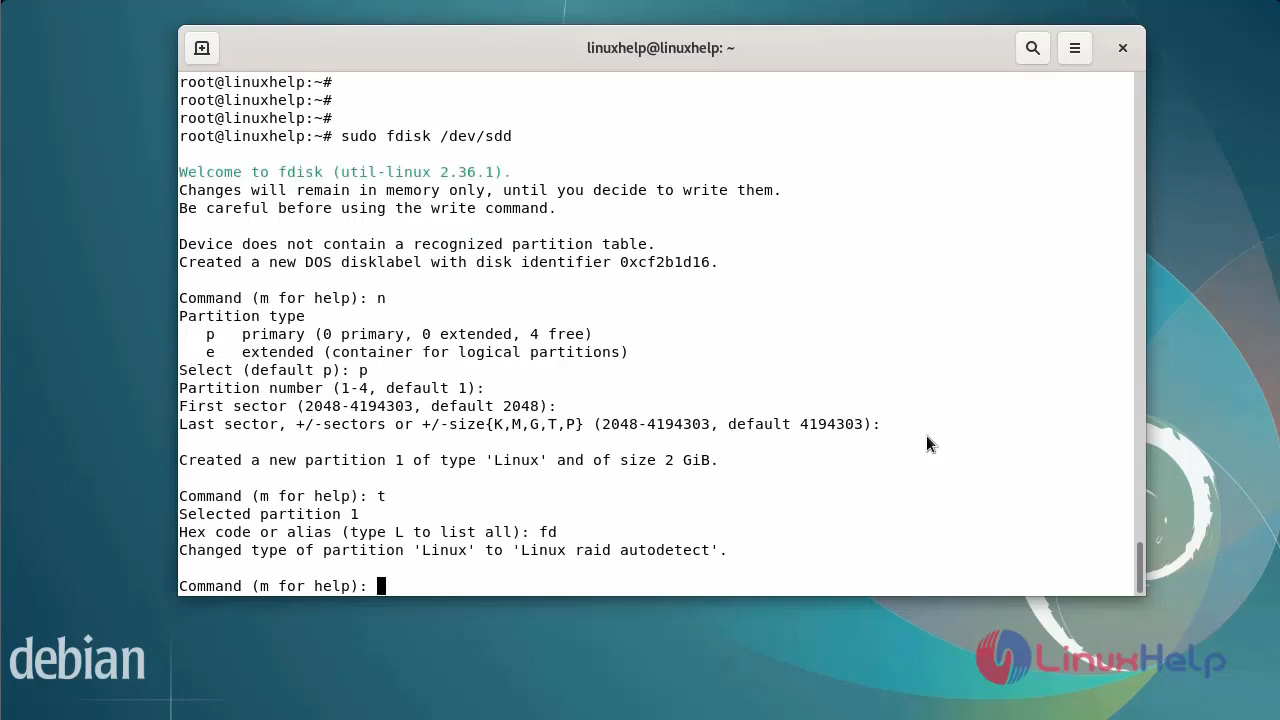 linuxhelp@linuxhelp: ~
root@linuxhelp:~#
root@linuxhelp:~#
root@linuxhelp:~#
root@linuxhelp:~# sudo fdisk /dev/sdd
Welcome to fdisk (util-linux 2.36.1).
Changes will remain in memory only, until you decide to write them.
Be careful before using the write command.
Device does not contain a recognized partition table.
Created a new DOS disklabel with disk identifier 0xcf2b1d16.
Command (m for help): n
Partition type
   p   primary (0 primary, 0 extended, 4 free)
   e   extended (container for logical partitions)
Select (default p): p
Partition number (1-4, default 1):
First sector (2048-4194303, default 2048):
Last sector, +/-sectors or +/-size{K,M,G,T,P} (2048-4194303, default 4194303):
Created a new partition 1 of type 'Linux' and of size 2 GiB.
Command (m for help): t
Selected partition 1
Hex code or alias (type L to list all): fd
Changed type of partition 'Linux' to 'Linux raid autodetect'.
Command (m for help):
debian
LinuxHelp